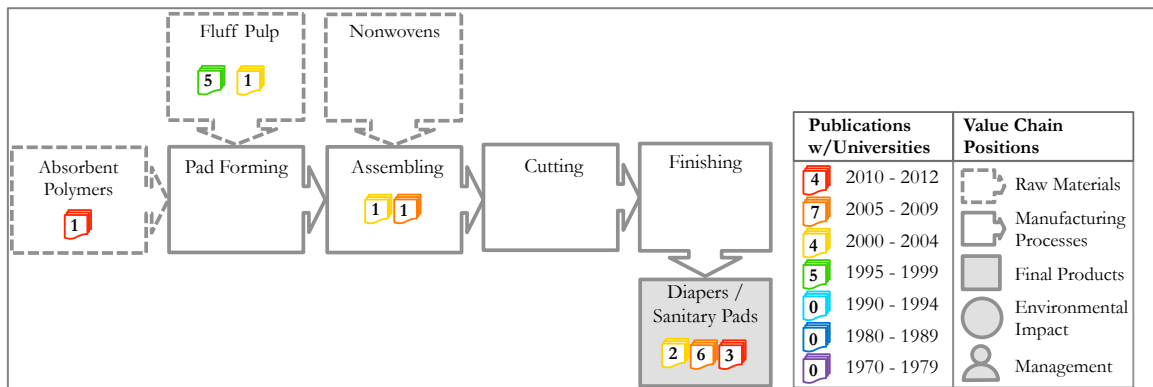 Fluff Pulp
5 1
Nonwovens
Absorbent
Polymers
1
Pad Forming
Assembling
1 1
Cutting
Finishing
Diapers /
Sanitary Pads
2 6 3
Publications
w/Universities
4 2010 - 2012
7 2005 - 2009
4 2000 - 2004
5 1995 - 1999
0 1990 - 1994
0 1980 - 1989
0 1970 - 1979
Value Chain
Positions
Raw Materials
Manufacturing
Processes
Final Products
Environmental
Impact
Management